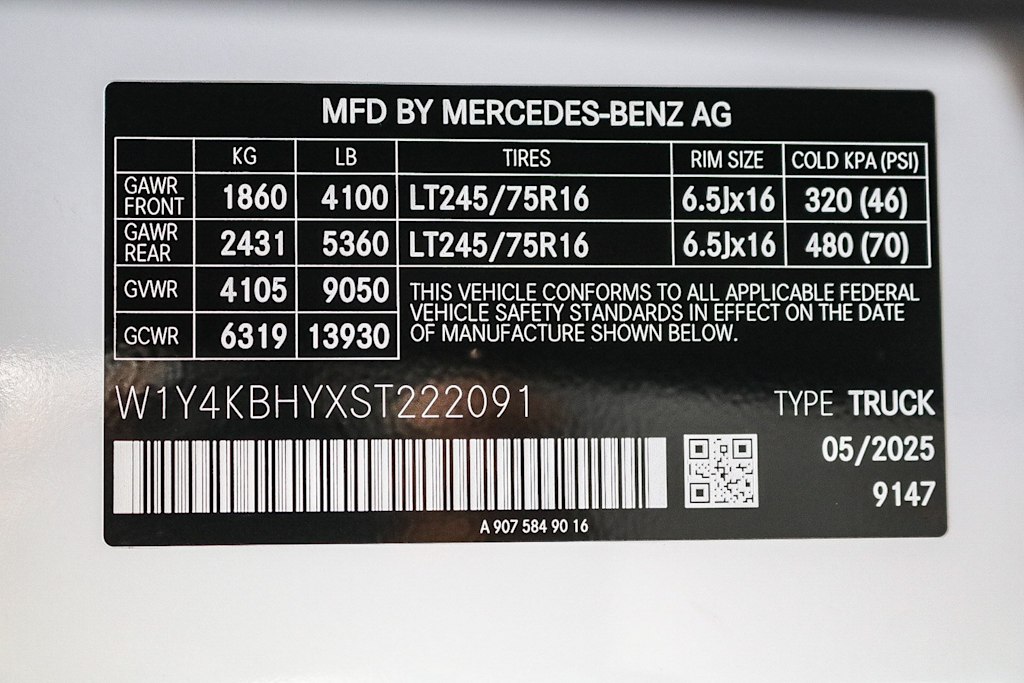 MFD BY MERCEDES-BENZ AG
KG LB TIRES RIM SIZE COLD KPA (PSI)
GAWR FRONT 1860 4100 LT245/75R16 6.5Jx16 320 (46)
GAWR REAR 2431 5360 LT245/75R16 6.5Jx16 480 (70)
GVWR 4105 9050
GCWR 6319 13930
THIS VEHICLE CONFORMS TO ALL APPLICABLE FEDERAL
VEHICLE SAFETY STANDARDS IN EFFECT ON THE DATE
OF MANUFACTURE SHOWN BELOW.
W1Y4KBHYXST222091
TYPE TRUCK
05/2025
9147
A 907 584 90 16